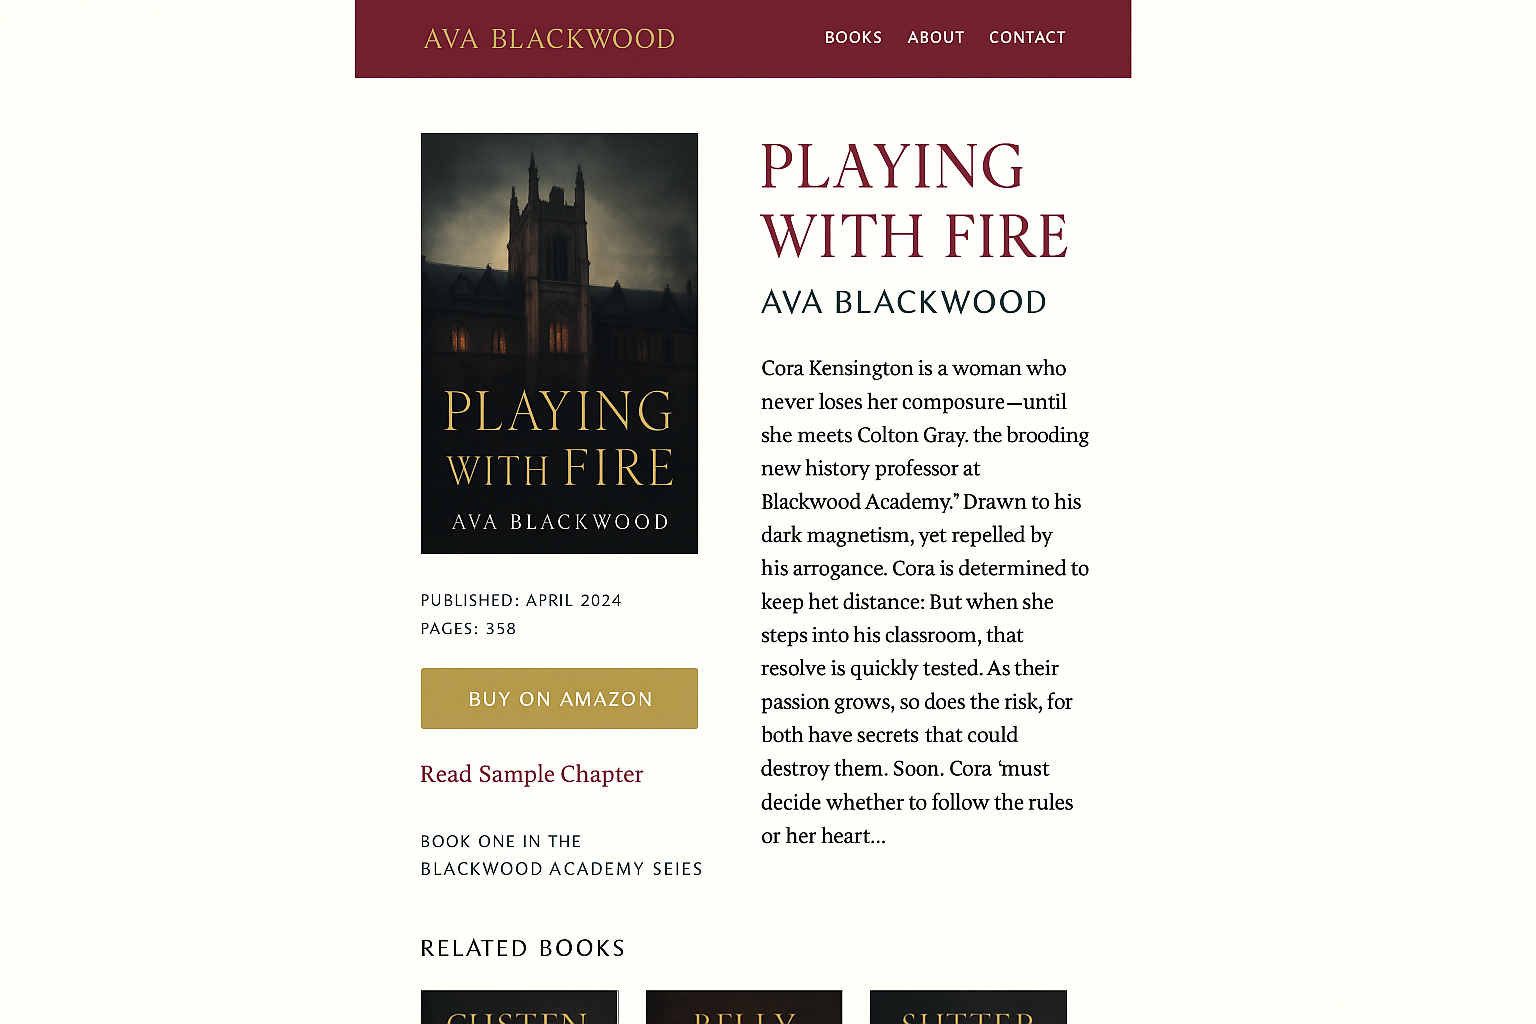 AVA BLACKWOOD
BOOKS ABOUT CONTACT
PLAYING
WITH FIRE
AVA BLACKWOOD
PUBLISHED: APRIL 2024
PAGES: 358
BUY ON AMAZON
Read Sample Chapter
BOOK ONE IN THE
BLACKWOOD ACADEMY SEIES
PLAYING
WITH FIRE
AVA BLACKWOOD
Cora Kensington is a woman who
never loses her composure—until
she meets Colton Gray. the brooding
new history professor at
Blackwood Academy.” Drawn to his
dark magnetism, yet repelled by
his arrogance. Cora is determined to
keep het distance: But when she
steps into his classroom, that
resolve is quickly tested. As their
passion grows, so does the risk, for
both have secrets that could
destroy them. Soon. Cora ‘must
decide whether to follow the rules
or her heart...
RELATED BOOKS